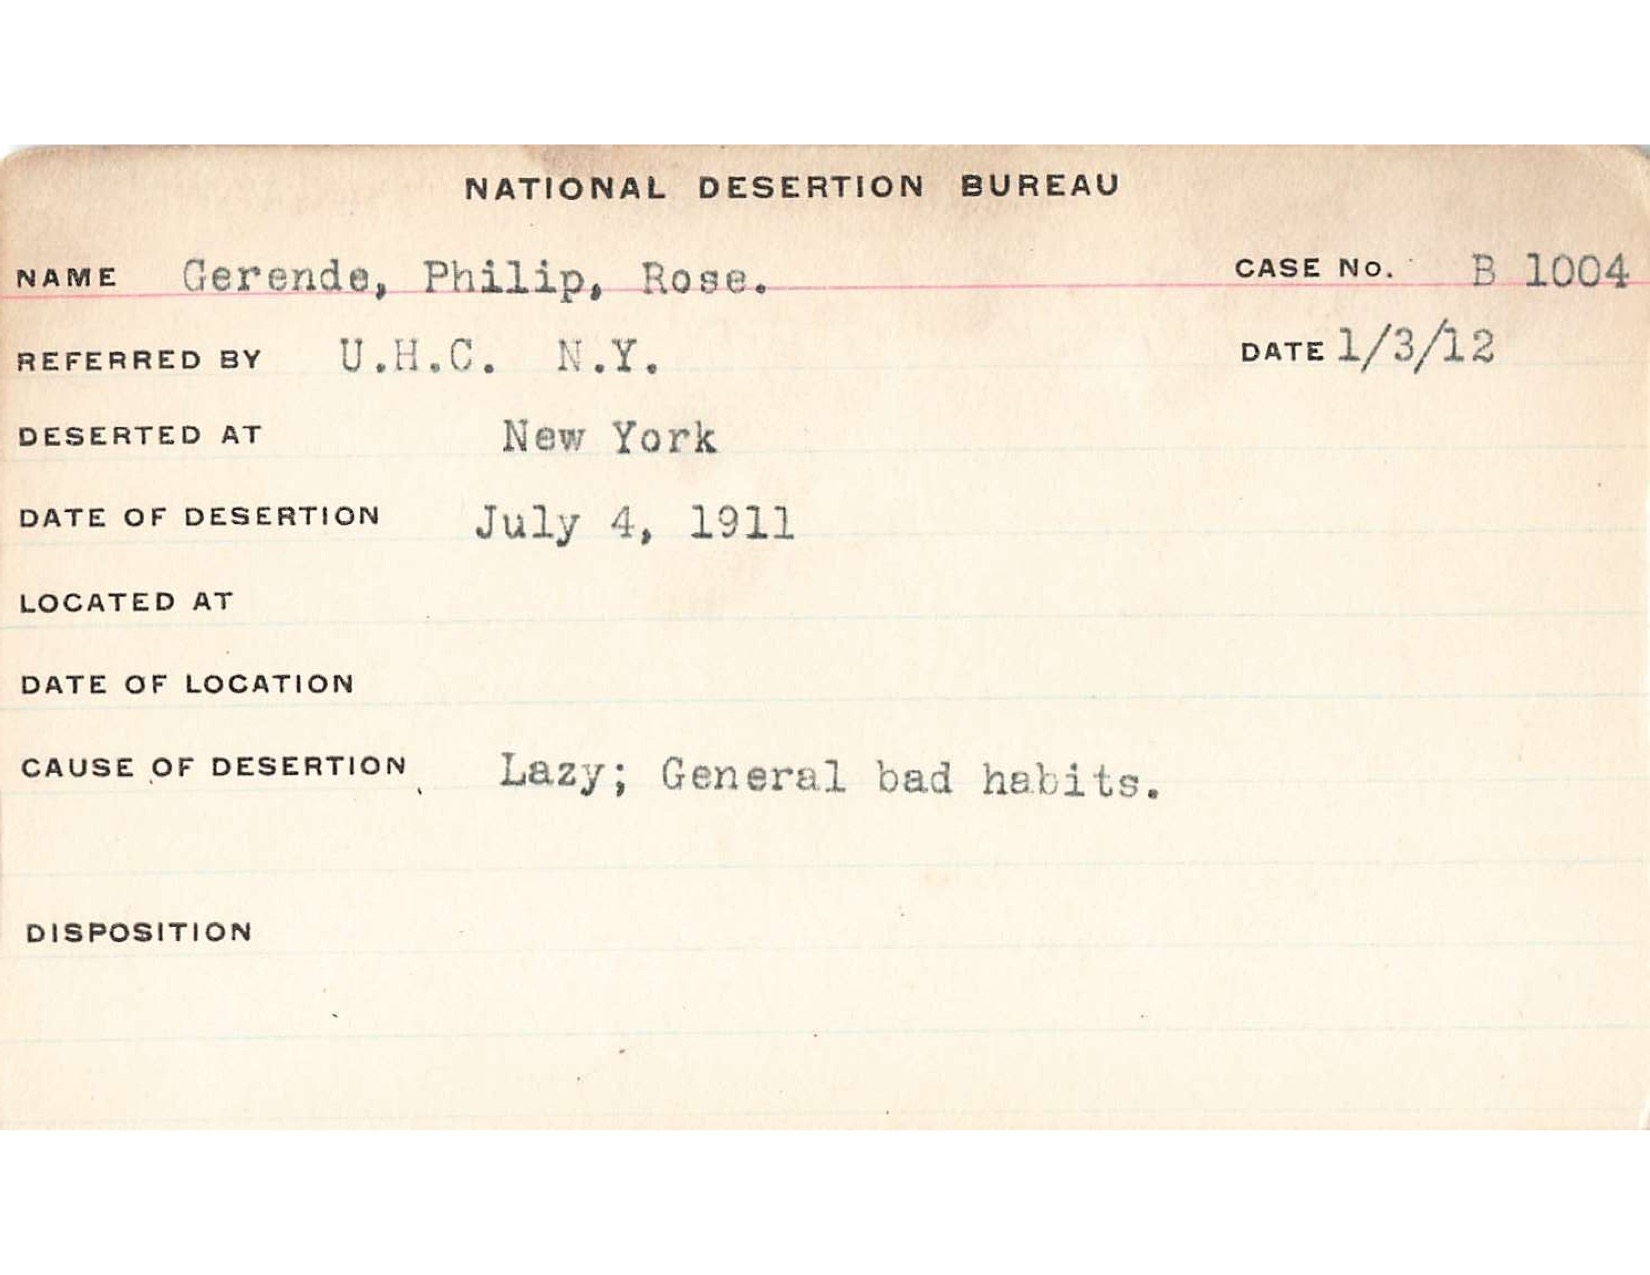 NATIONAL DESERTION BUREAU
NAME Gerende, Philip, Rose. CASE No. B 1004
REFERRED BY U.H.C. N.Y. DATE 1/3/12
DESERTED AT New York
DATE OF DESERTION July 4, 1911
LOCATED AT
DATE OF LOCATION
CAUSE OF DESERTION Lazy; General bad habits.
DISPOSITION